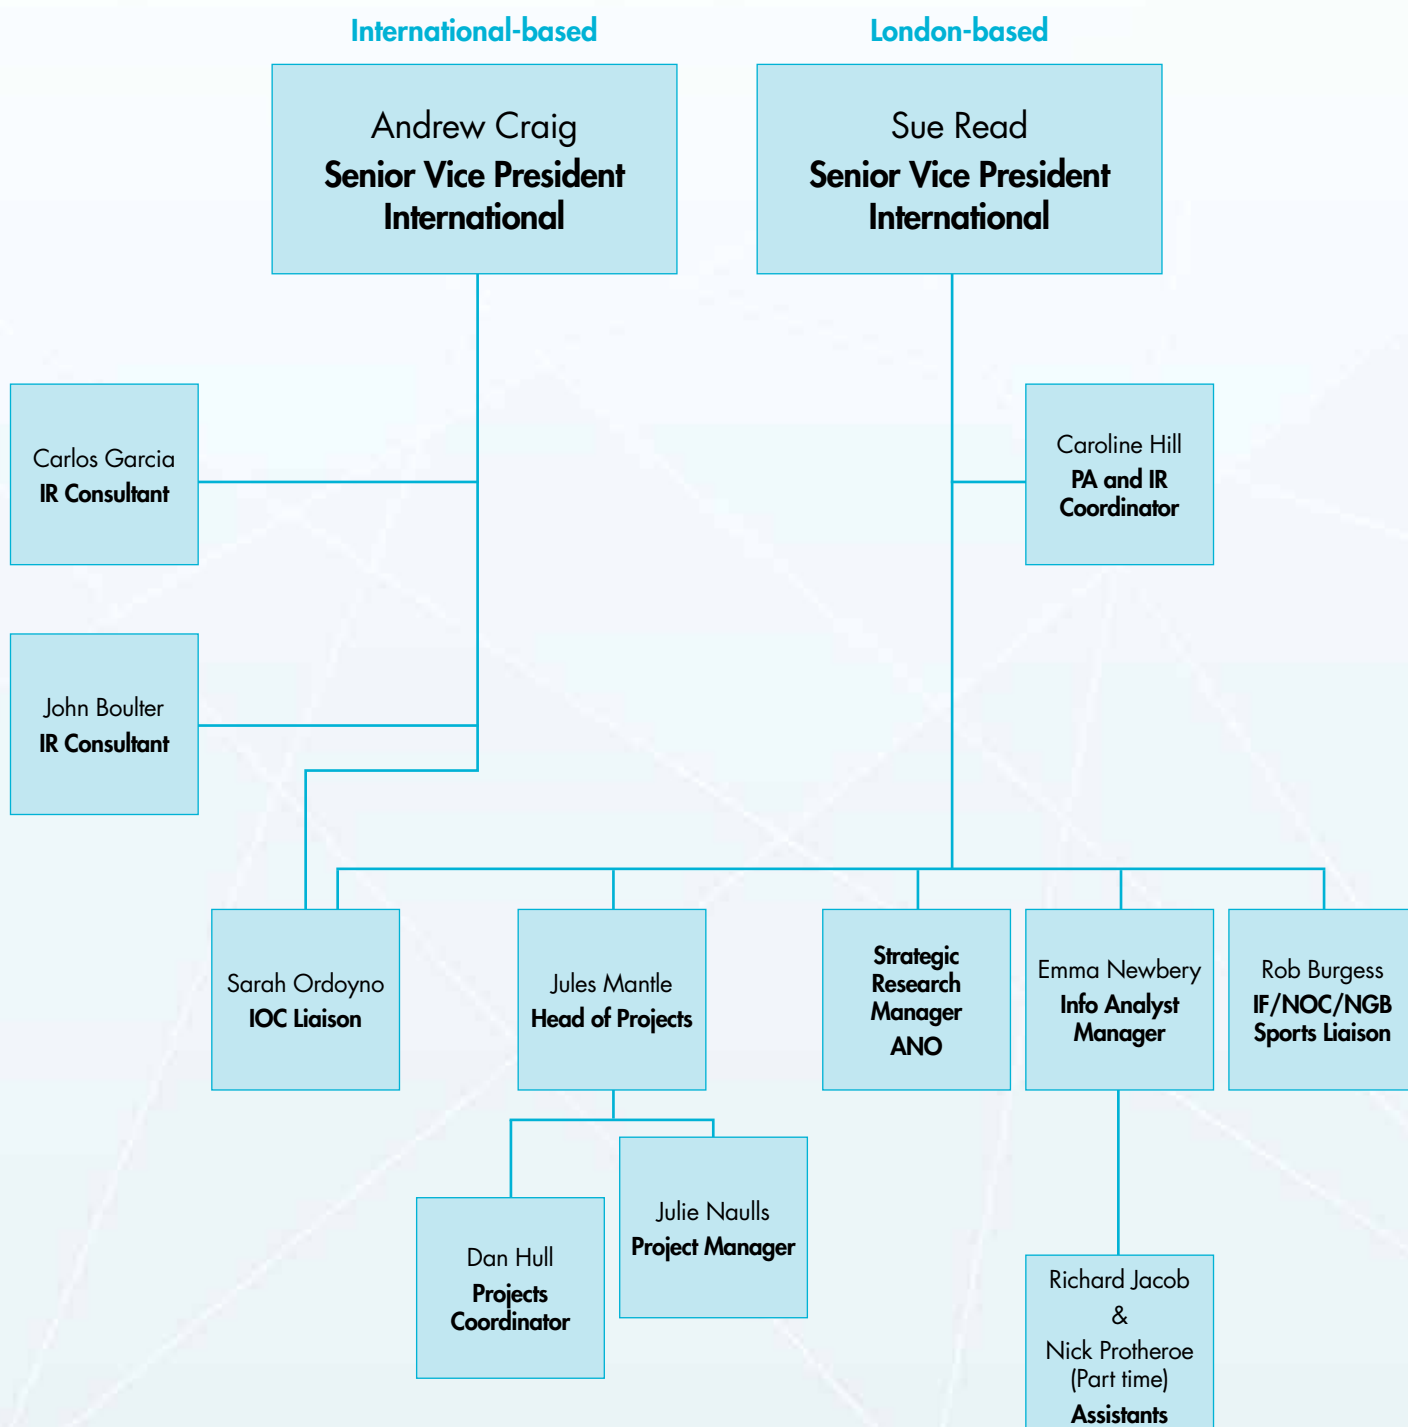 International-based
London-based
Andrew Craig
Senior Vice President
International
Sue Read
Senior Vice President
International
Carlos Garcia
IR Consultant
Caroline Hill
PA and IR
Coordinator
John Boulter
IR Consultant
Sarah Ordoyno
IOC Liaison
Jules Mantle
Head of Projects
Strategic
Research
Manager
ANO
Emma Newbery
Info Analyst
Manager
Rob Burgess
IF/NOC/NGB
Sports Liaison
Dan Hull
Projects
Coordinator
Julie Naulls
Project Manager
Richard Jacob
&
Nick Protheroe
(Part time)
Assistants